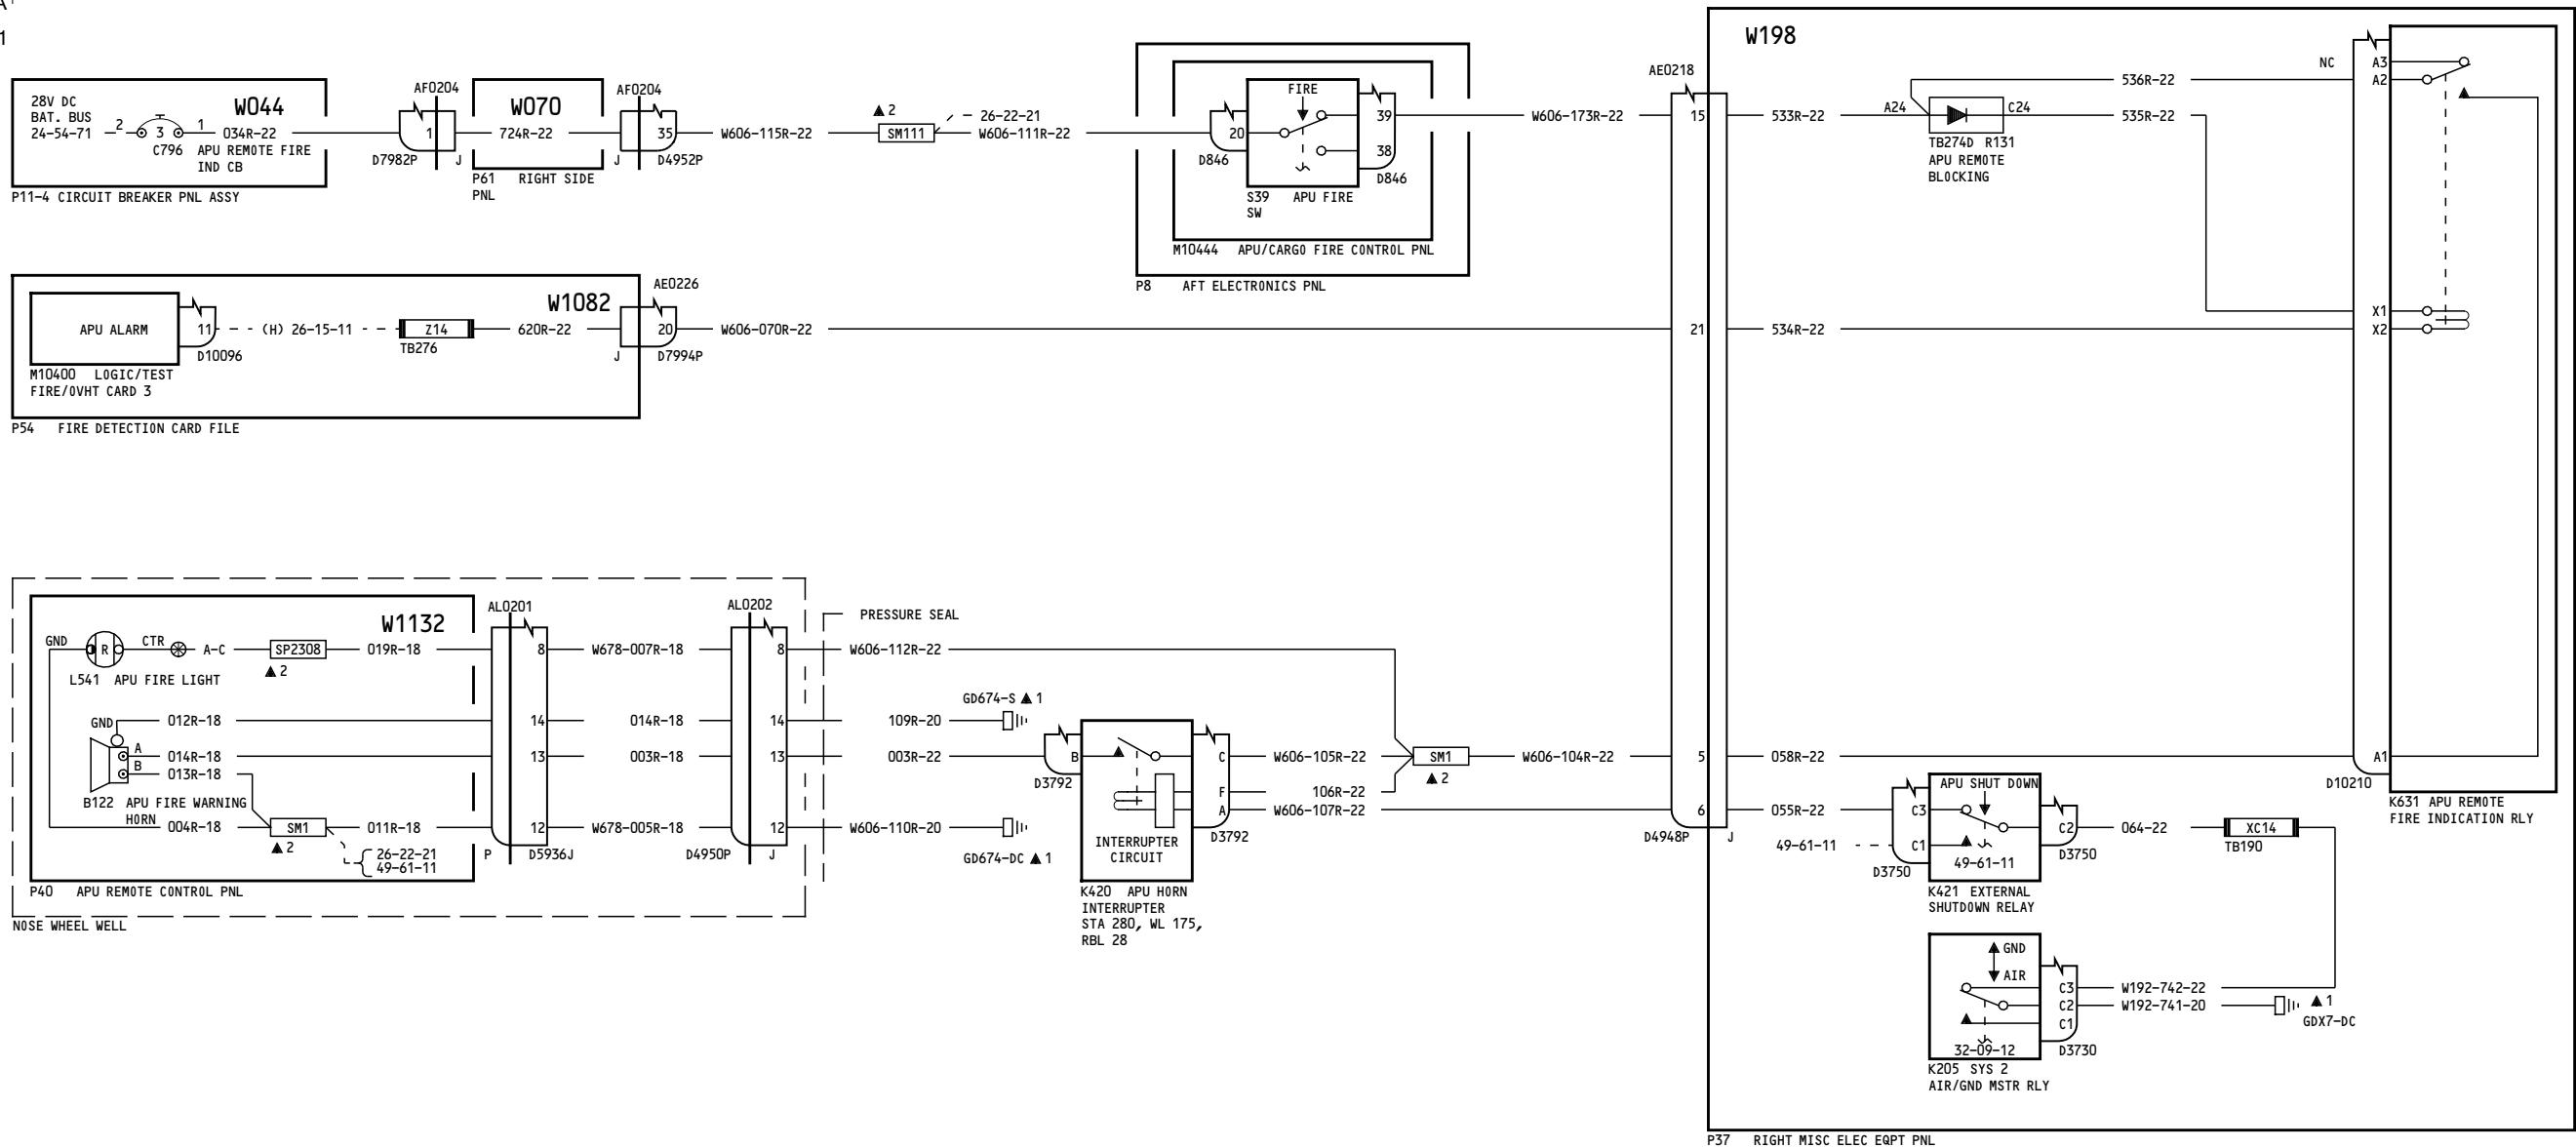 1
W198
W044
28V DC
BAT. BUS
24-54-71
2
3
1
034R-22
C796
APU REMOTE FIRE
IND CB
P11-4 CIRCUIT BREAKER PNL ASSY
AF0204
1
D7982P
J
W070
724R-22
P61 RIGHT SIDE
PNL
AF0204
35
J
D4952P
W606-115R-22
▲ 2
SM111
26-22-21
W606-111R-22
20
D846
FIRE
39
38
D846
S39 APU FIRE
SW
M10444 APU/CARGO FIRE CONTROL PNL
P8 AFT ELECTRONICS PNL
W606-173R-22
AE0218
15
533R-22
A24
C24
TB274D R131
APU REMOTE
BLOCKING
536R-22
535R-22
NC
A3
A2
X1
X2
APU ALARM
11
D10096
M10400 LOGIC/TEST
FIRE/OVHT CARD 3
(H) 26-15-11
Z14
TB276
W1082
620R-22
AE0226
20
J
D7994P
P54 FIRE DETECTION CARD FILE
W606-070R-22
21
534R-22
W1132
GND
R
CTR
A-C
SP2308
▲ 2
019R-18
L541 APU FIRE LIGHT
GND
012R-18
A
014R-18
B
013R-18
B122 APU FIRE WARNING
HORN
004R-18
SM1
▲ 2
011R-18
26-22-21
49-61-11
P40 APU REMOTE CONTROL PNL
NOSE WHEEL WELL
AL0201
8
14
13
12
P
D5936J
W678-007R-18
014R-18
003R-18
W678-005R-18
AL0202
8
14
13
12
D4950P
J
PRESSURE SEAL
W606-112R-22
109R-20
003R-22
W606-110R-20
GD674-S ▲ 1
GD674-DC ▲ 1
B
D3792
INTERRUPTER
CIRCUIT
C
F
A
D3792
K420 APU HORN
INTERRUPTER
STA 280, WL 175,
RBL 28
W606-105R-22
106R-22
W606-107R-22
SM1
▲ 2
W606-104R-22
5
6
D4948P
J
058R-22
055R-22
49-61-11
A1
D10210
K631 APU REMOTE
FIRE INDICATION RLY
APU SHUT DOWN
C3
C1
C2
D3750
D3750
49-61-11
K421 EXTERNAL
SHUTDOWN RELAY
064-22
XC14
TB190
GND
AIR
C3
C2
C1
32-09-12
D3730
K205 SYS 2
AIR/GND MSTR RLY
W192-742-22
W192-741-20
▲ 1
GDX7-DC
P37 RIGHT MISC ELEC EQPT PNL